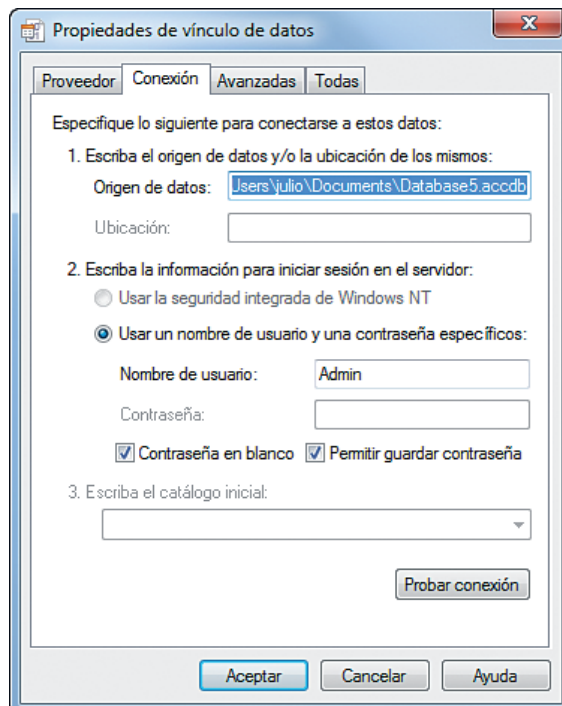 Propiedades de vínculo de datos
Proveedor Conexión Avanzadas Todas
Especifique lo siguiente para conectarse a estos datos:
1. Escriba el origen de datos y/o la ubicación de los mismos:
Origen de datos: Users\julio\Documents\Database5.accdb
Ubicación:
2. Escriba la información para iniciar sesión en el servidor:
Usar la seguridad integrada de Windows NT
Usar un nombre de usuario y una contraseña específicos:
Nombre de usuario: Admin
Contraseña:
Contraseña en blanco Permitir guardar contraseña
3. Escriba el catálogo inicial:
Probar conexión
Aceptar Cancelar Ayuda